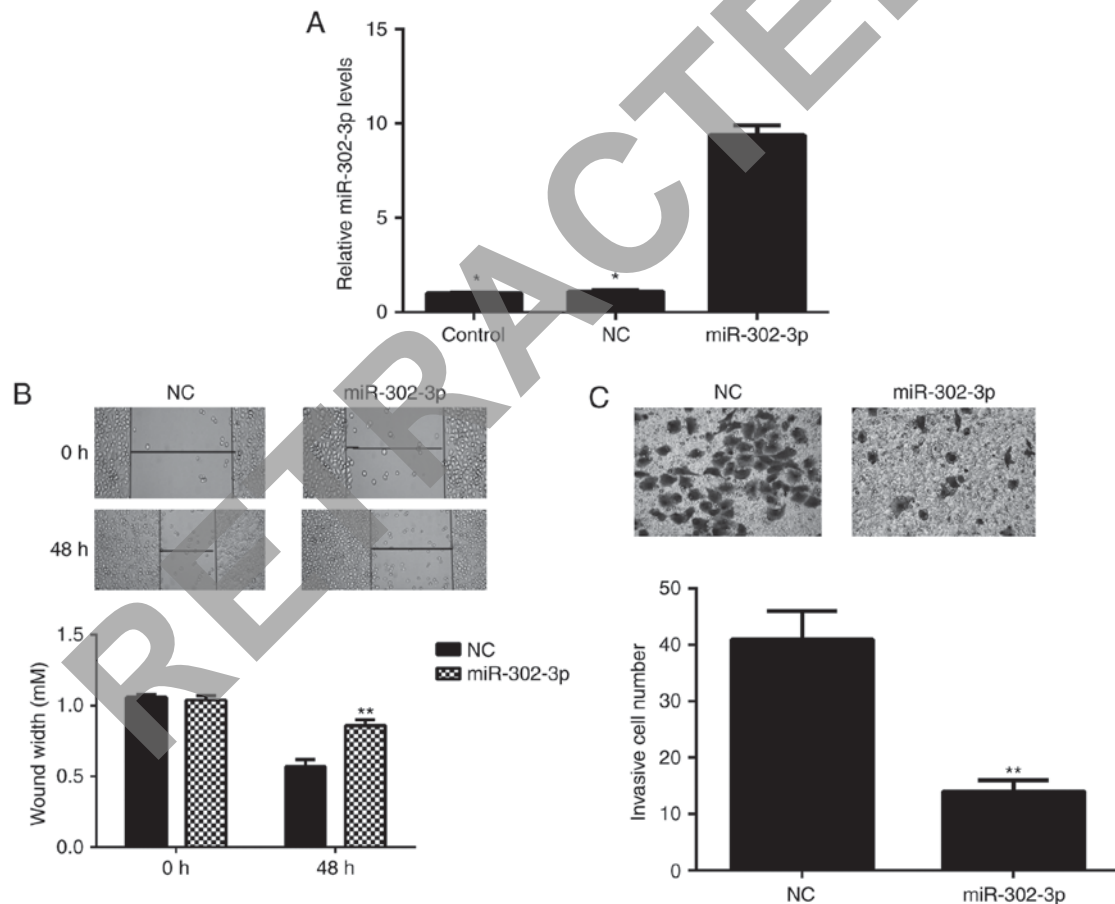 A
Relative miR-302-3p levels
15
10
5
0
*
*
Control NC miR-302-3p
B
NC miR-302-3p
0 h
48 h
Wound width (mM)
1.5
1.0
0.5
0.0
**
NC
miR-302-3p
0 h 48 h
C
NC miR-302-3p
Invasive cell number
50
40
30
20
10
0
**
NC miR-302-3p